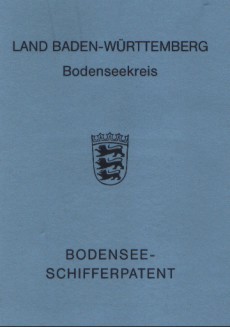 LAND BADEN-WÜRTTEMBERG
Bodenseekreis
BODENSEE-
SCHIFFERPATENT